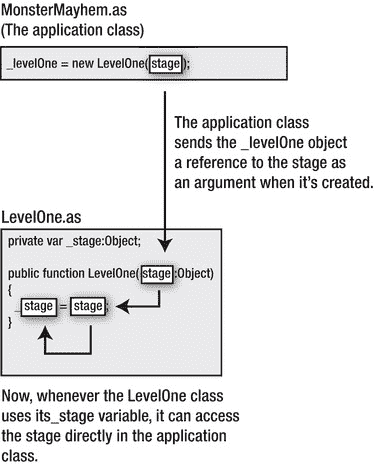 MonsterMayhem.as
(The application class)
_levelOne = new LevelOne(stage);
The application class
sends the _levelOne object
a reference to the stage as
an argument when it's created.
LevelOne.as
private var _stage:Object;
public function LevelOne(stage:Object)
{
_stage = stage;
}
Now, whenever the LevelOne class
uses its_stage variable, it can access
the stage directly in the application
class.